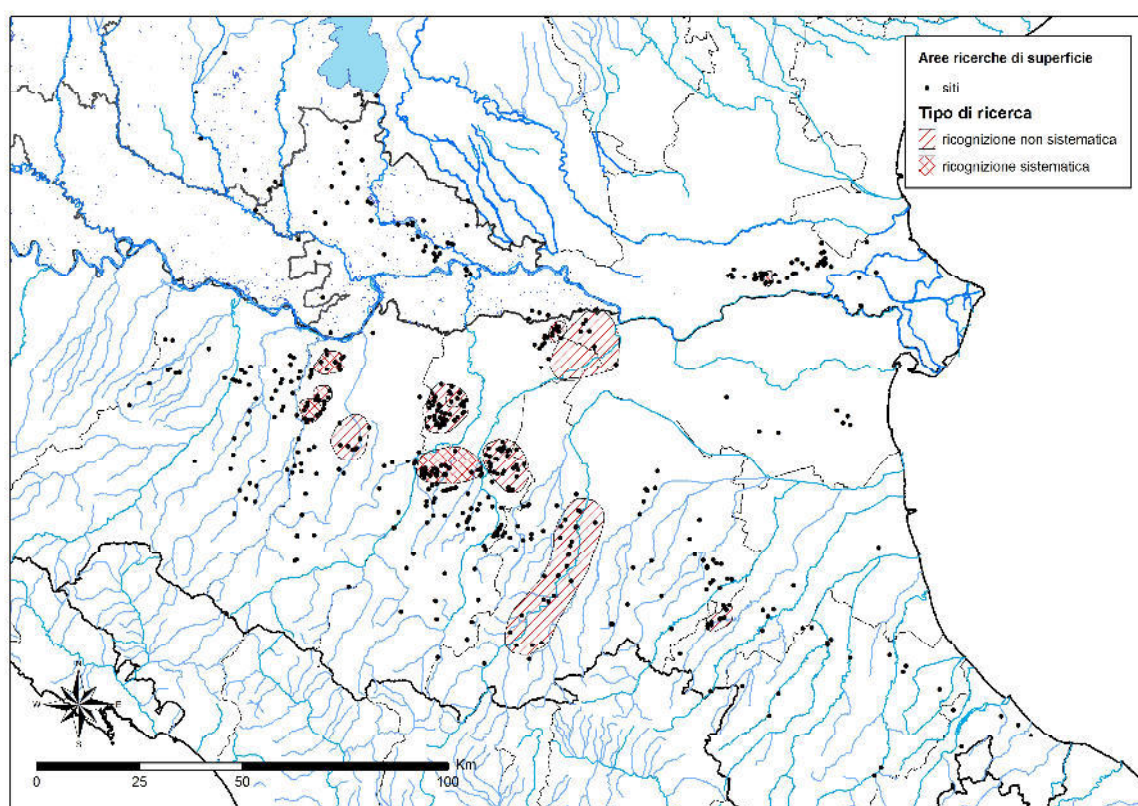 Aree ricerche di superficie
siti
Tipo di ricerca
ricognizione non sistematica
ricognizione sistematica
N
W E
S
Km
0 25 50 100